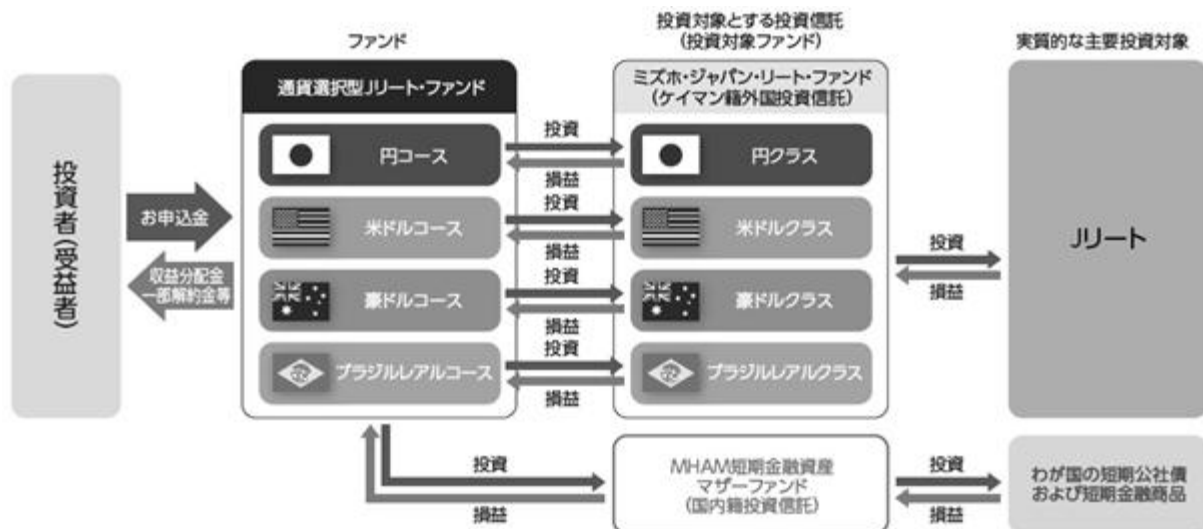 ファンド
投資対象とする投資信託
(投資対象ファンド)
実質的な主要投資対象
投資者(受益者)
お申込金
収益分配金
一部解約金等
通貨選択型Jリート・ファンド
円コース
米ドルコース
豪ドルコース
ブラジルレアルコース
投資
損益
投資
損益
投資
損益
投資
損益
ミズホ・ジャパン・リート・ファンド
(ケイマン籍外国投資信託)
円クラス
米ドルクラス
豪ドルクラス
ブラジルレアルクラス
投資
損益
Jリート
投資
損益
MHAM短期金融資産
マザーファンド
(国内籍投資信託)
投資
損益
わが国の短期公社債
および短期金融商品